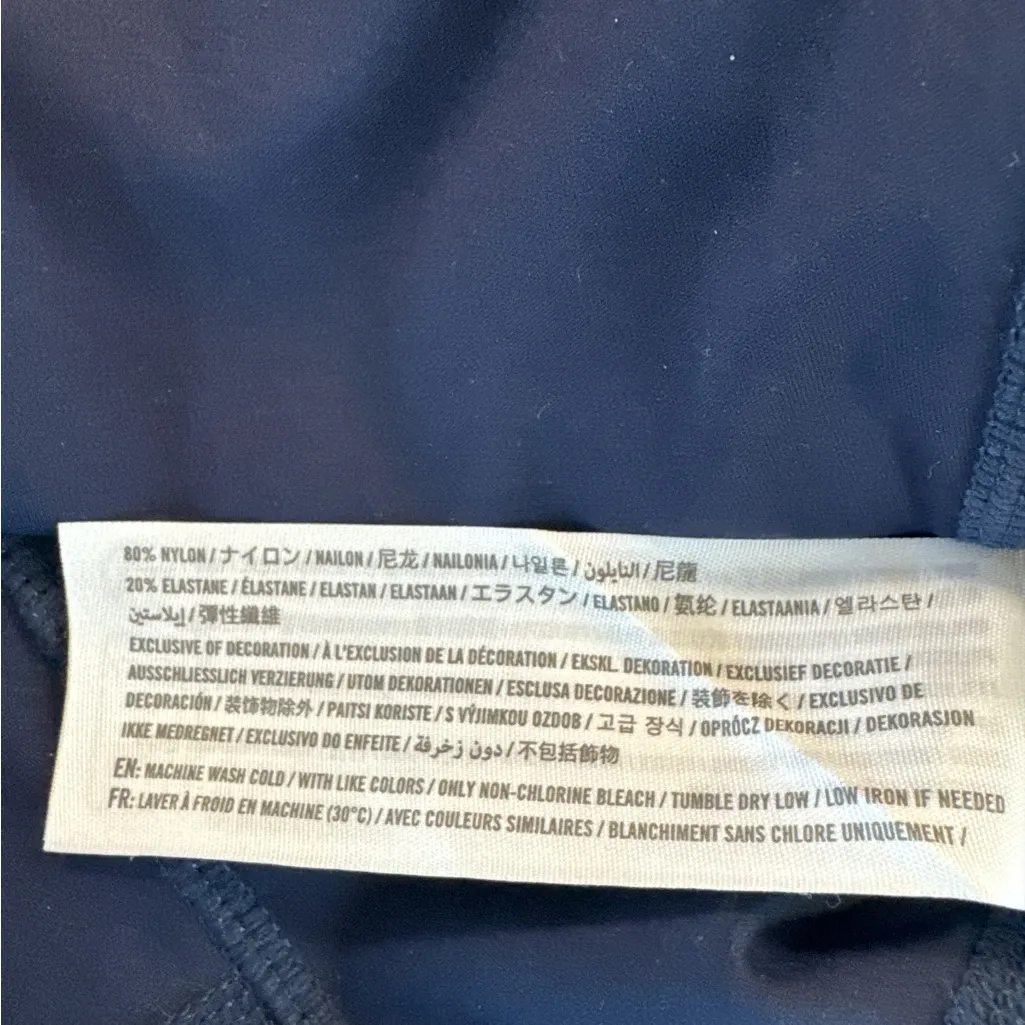 80% NYLON / ナイロン / NAILON / 尼龙 / NAILONIA / 나일론 / النايلون / 尼龍
20% ELASTANE / ÉLASTANE / ELASTAN / ELASTAAN / エラスタン / ELASTANO / 氨纶 / ELASTAANIA / 엘라스탄 /
إيلاستين / 彈性纖維
EXCLUSIVE OF DECORATION / À L'EXCLUSION DE LA DÉCORATION / EKSKL. DEKORATION / EXCLUSIEF DECORATIE /
AUSSCHLIESSLICH VERZIERUNG / UTOM DEKORATIONEN / ESCLUSA DECORAZIONE / 装飾を除く / EXCLUSIVO DE
DECORACIÓN / 装饰物除外 / PAITSI KORISTE / S VÝJIMKOU OZDOB / 고급 장식 / OPRÓCZ DEKORACJI / DEKORASJON
IKKE MEDREGNET / EXCLUSIVO DO ENFEITE / دون زخرفة / 不包括飾物
EN: MACHINE WASH COLD / WITH LIKE COLORS / ONLY NON-CHLORINE BLEACH / TUMBLE DRY LOW / LOW IRON IF NEEDED
FR: LAVER À FROID EN MACHINE (30°C) / AVEC COULEURS SIMILAIRES / BLANCHIMENT SANS CHLORE UNIQUEMENT /